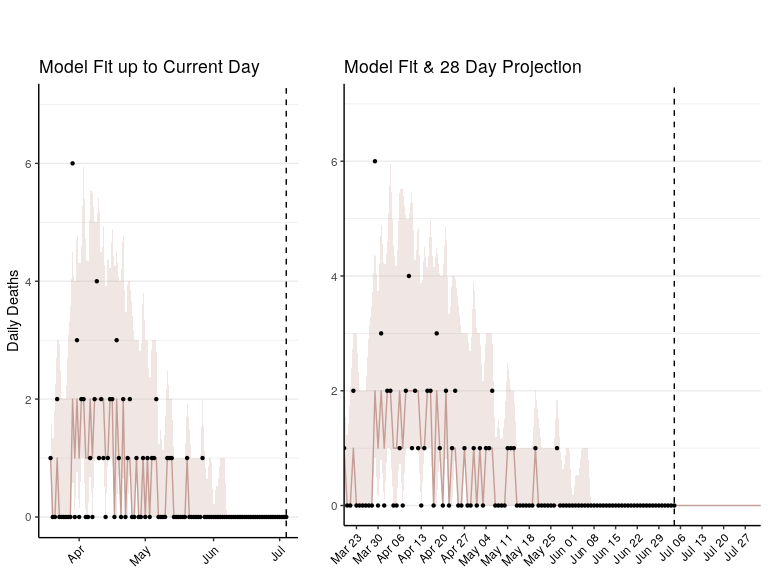 Model Fit up to Current Day
Daily Deaths
6
4
2
0
Apr
May
Jun
Jul
Model Fit & 28 Day Projection
6
4
2
0
Mar 23
Mar 30
Apr 06
Apr 13
Apr 20
Apr 27
May 04
May 11
May 18
May 25
Jun 01
Jun 08
Jun 15
Jun 22
Jun 29
Jul 06
Jul 13
Jul 20
Jul 27